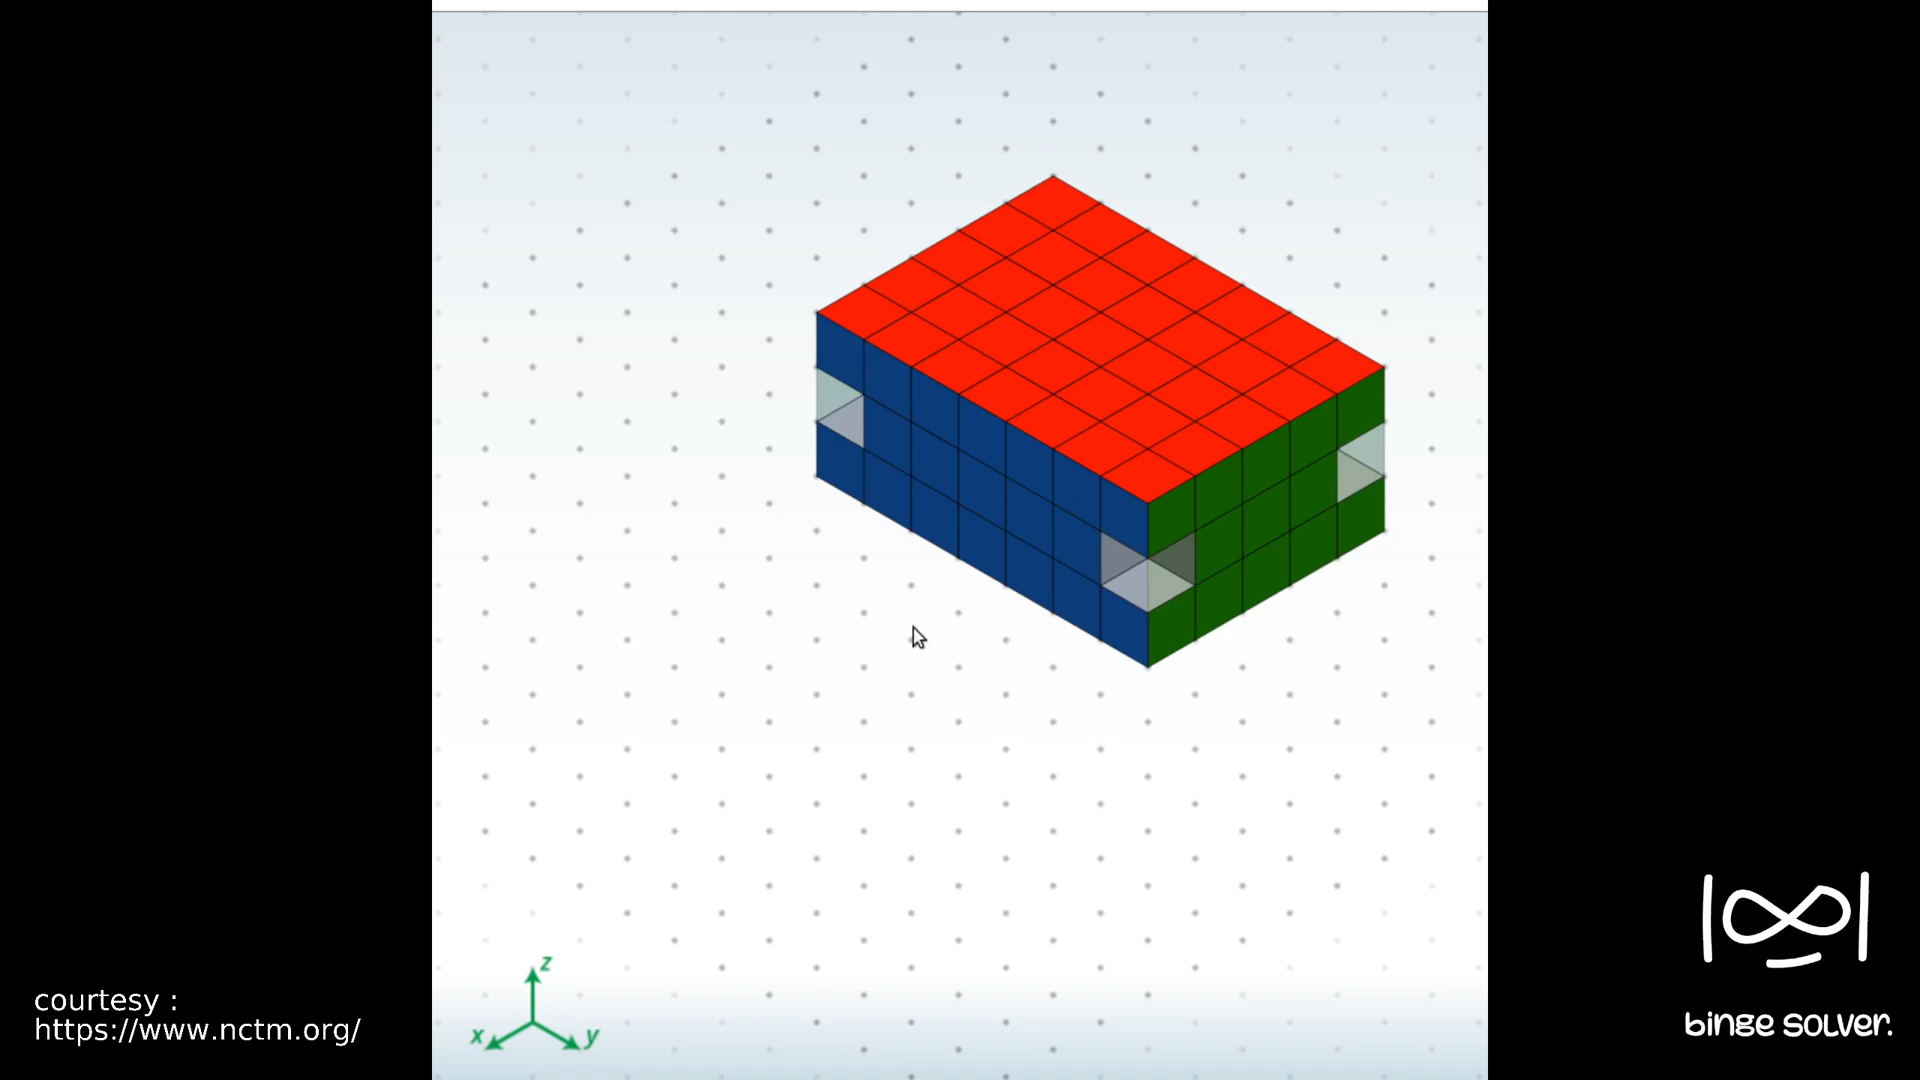 z
x
y
courtesy :
https://www.nctm.org/
binge solver.